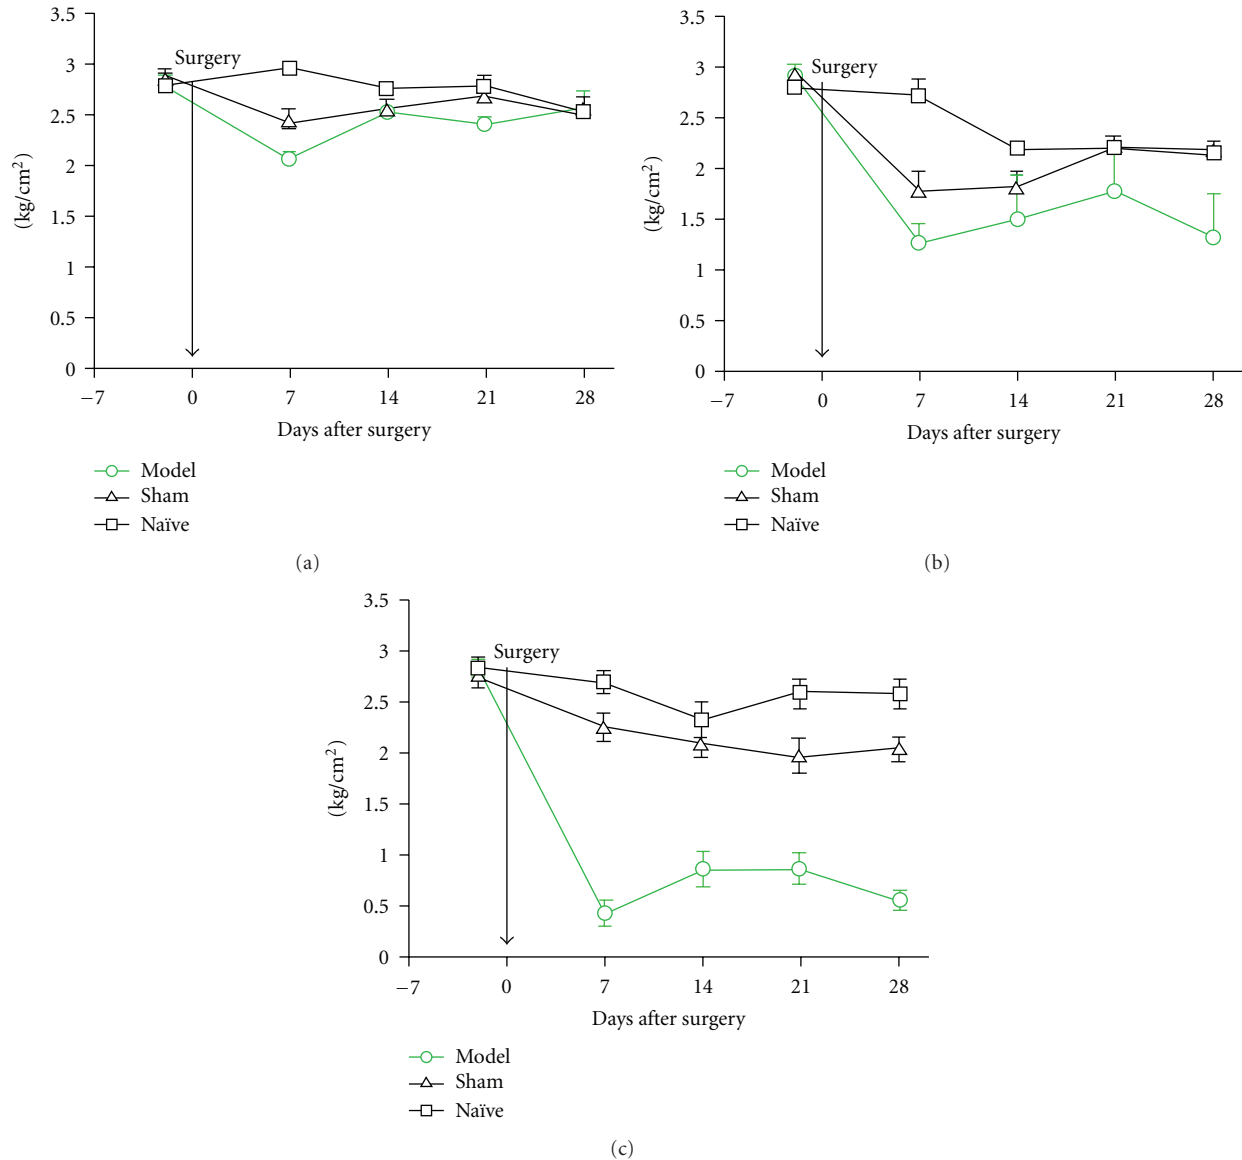 3.5
3
2.5
2
1.5
1
0.5
0
(kg/cm²)
Surgery
−7 0 7 14 21 28
Days after surgery
Model
Sham
Naïve
(a)
3.5
3
2.5
2
1.5
1
0.5
0
(kg/cm²)
Surgery
−7 0 7 14 21 28
Days after surgery
Model
Sham
Naïve
(b)
3.5
3
2.5
2
1.5
1
0.5
0
(kg/cm²)
Surgery
−7 0 7 14 21 28
Days after surgery
Model
Sham
Naïve
(c)